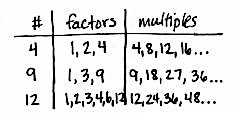 # factors multiples
4 1, 2, 4 4, 8, 12, 16...
9 1, 3, 9 9, 18, 27, 36...
12 1, 2, 3, 4, 6, 12 12, 24, 36, 48...